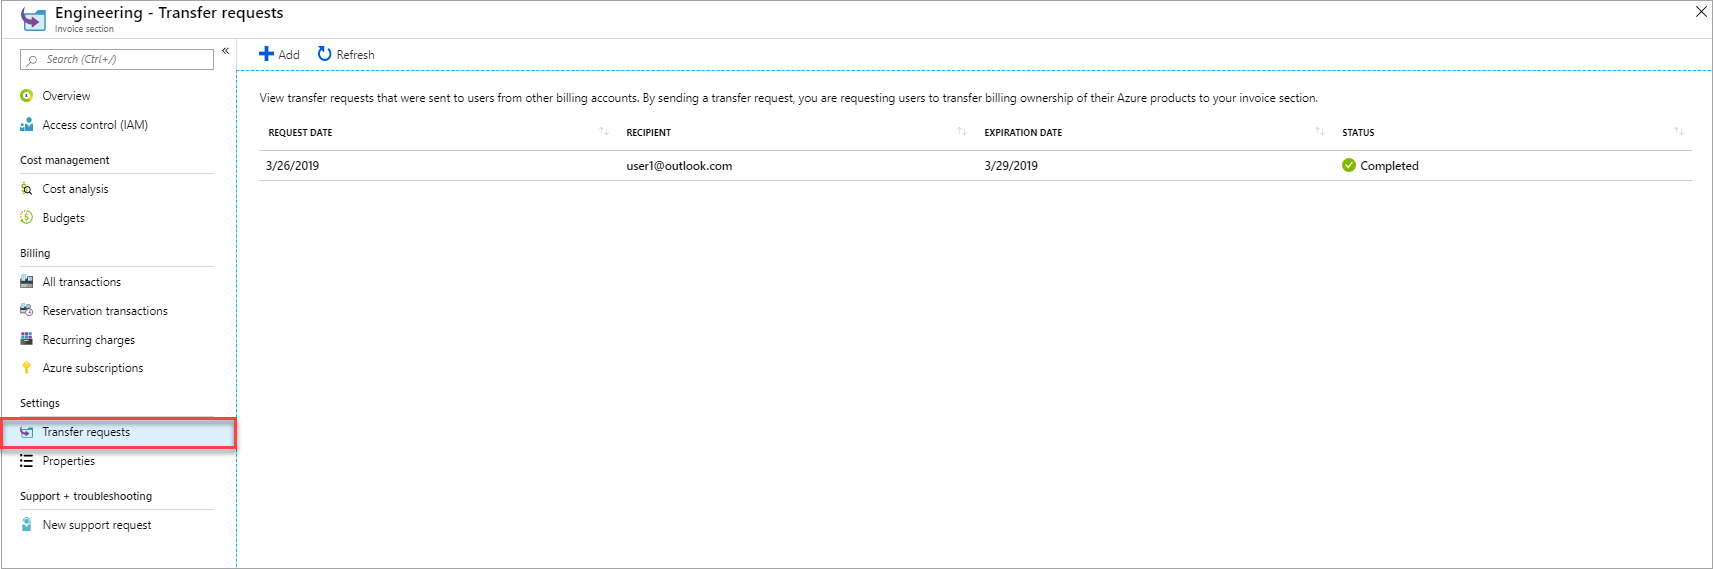 Engineering - Transfer requests
Invoice section
Search (Ctrl+/)
«
Overview
Access control (IAM)
Cost management
Cost analysis
Budgets
Billing
All transactions
Reservation transactions
Recurring charges
Azure subscriptions
Settings
Transfer requests
Properties
Support + troubleshooting
New support request
Add Refresh
View transfer requests that were sent to users from other billing accounts. By sending a transfer request, you are requesting users to transfer billing ownership of their Azure products to your invoice section.
REQUEST DATE RECIPIENT EXPIRATION DATE STATUS
3/26/2019 user1@outlook.com 3/29/2019 Completed